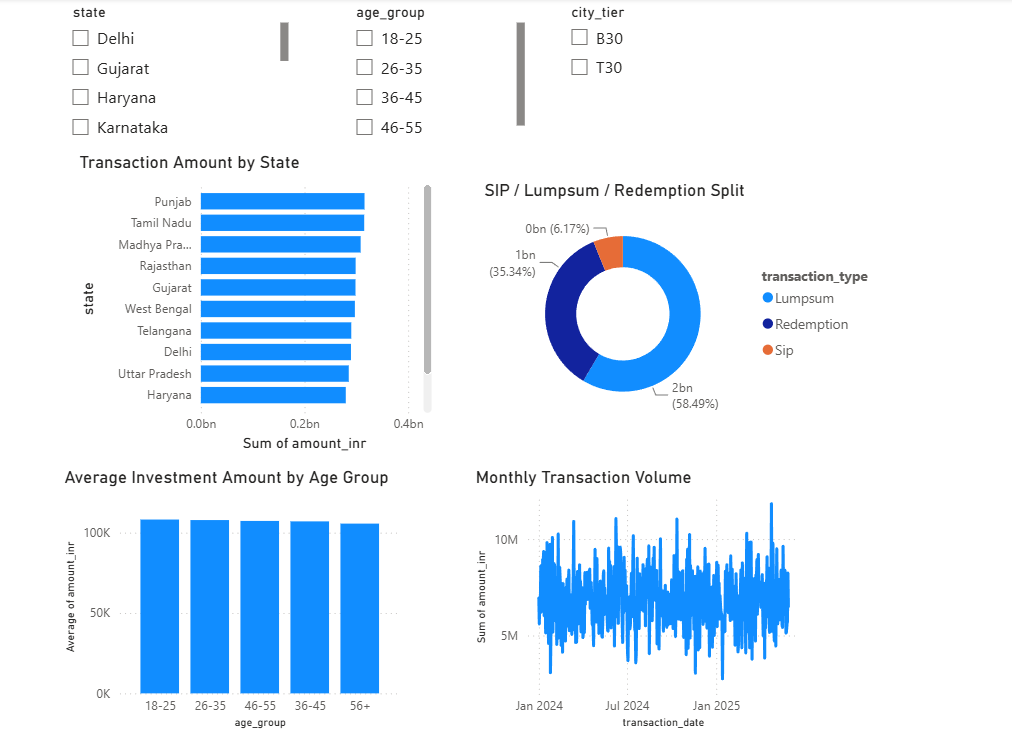 state
Delhi
Gujarat
Haryana
Karnataka
age_group
18-25
26-35
36-45
46-55
city_tier
B30
T30
Transaction Amount by State
state
Punjab
Tamil Nadu
Madhya Pra...
Rajasthan
Gujarat
West Bengal
Telangana
Delhi
Uttar Pradesh
Haryana
0.0bn 0.2bn 0.4bn
Sum of amount_inr
SIP / Lumpsum / Redemption Split
0bn (6.17%)
1bn
(35.34%)
2bn
(58.49%)
transaction_type
Lumpsum
Redemption
Sip
Average Investment Amount by Age Group
Average of amount_inr
100K
50K
0K
18-25 26-35 46-55 36-45 56+
age_group
Monthly Transaction Volume
Sum of amount_inr
10M
5M
Jan 2024 Jul 2024 Jan 2025
transaction_date